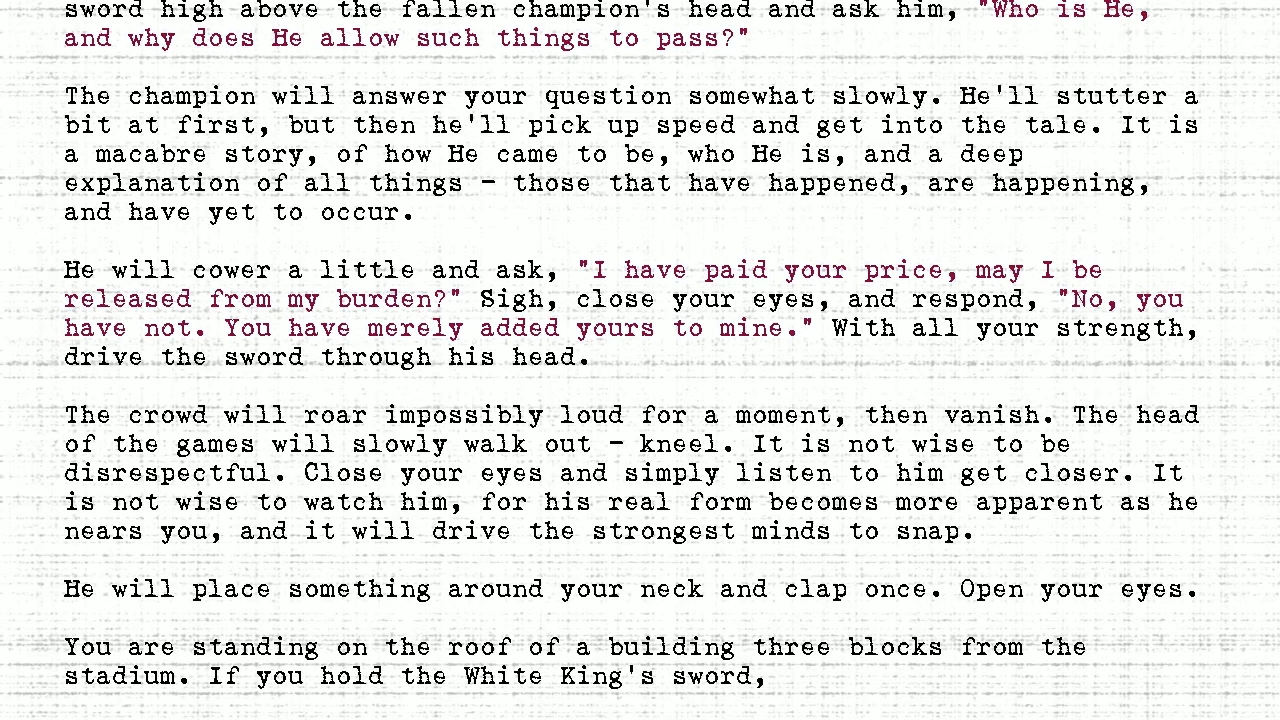 sword high above the fallen champion's head and ask him, "Who is He,
and why does He allow such things to pass?"
The champion will answer your question somewhat slowly. He'll stutter a
bit at first, but then he'll pick up speed and get into the tale. It is
a macabre story, of how He came to be, who He is, and a deep
explanation of all things - those that have happened, are happening,
and have yet to occur.
He will cower a little and ask, "I have paid your price, may I be
released from my burden?" Sigh, close your eyes, and respond, "No, you
have not. You have merely added yours to mine." With all your strength,
drive the sword through his head.
The crowd will roar impossibly loud for a moment, then vanish. The head
of the games will slowly walk out - kneel. It is not wise to be
disrespectful. Close your eyes and simply listen to him get closer. It
is not wise to watch him, for his real form becomes more apparent as he
nears you, and it will drive the strongest minds to snap.
He will place something around your neck and clap once. Open your eyes.
You are standing on the roof of a building three blocks from the
stadium. If you hold the White King's sword,